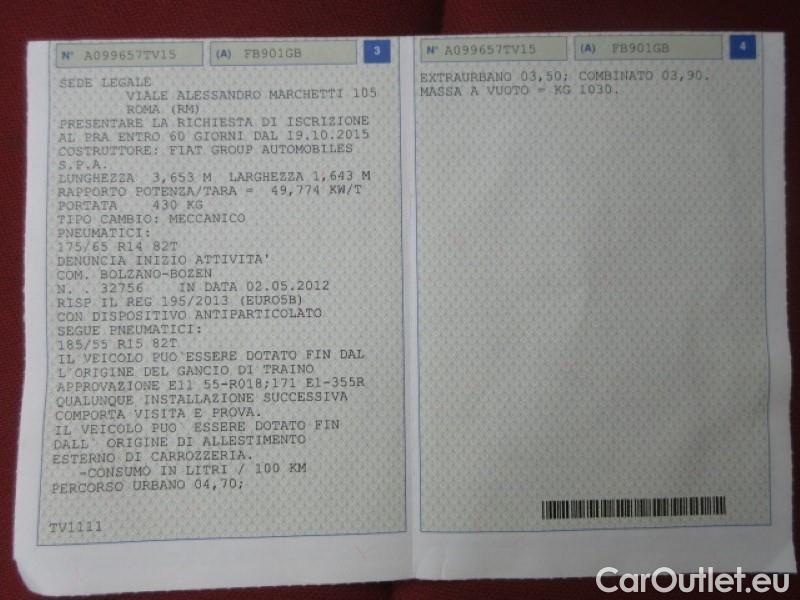 N° A099657TV15 (A) FB901GB 3
SEDE LEGALE
VIALE ALESSANDRO MARCHETTI 105
ROMA (RM)
PRESENTARE LA RICHIESTA DI ISCRIZIONE
AL PRA ENTRO 60 GIORNI DAL 19.10.2015
COSTRUTTORE: FIAT GROUP AUTOMOBILES
S.P.A.
LUNGHEZZA 3,653 M LARGHEZZA 1,643 M
RAPPORTO POTENZA/TARA = 49,774 KW/T
PORTATA 430 KG
TIPO CAMBIO: MECCANICO
PNEUMATICI:
175/65 R14 82T
DENUNCIA INIZIO ATTIVITA'
COM. BOLZANO-BOZEN
N. . 32756 IN DATA 02.05.2012
RISP IL REG 195/2013 (EURO5B)
CON DISPOSITIVO ANTIPARTICOLATO
SEGUE PNEUMATICI:
185/55 R15 82T
IL VEICOLO PUO`ESSERE DOTATO FIN DAL
L'ORIGINE DEL GANCIO DI TRAINO
APPROVAZIONE E11 55-R018;171 E1-355R
QUALUNQUE INSTALLAZIONE SUCCESSIVA
COMPORTA VISITA E PROVA.
IL VEICOLO PUO` ESSERE DOTATO FIN
DALL` ORIGINE DI ALLESTIMENTO
ESTERNO DI CARROZZERIA.
-CONSUMO IN LITRI / 100 KM
PERCORSO URBANO 04,70;
TV1111
N° A099657TV15 (A) FB901GB 4
EXTRAURBANO 03,50; COMBINATO 03,90.
MASSA A VUOTO = KG 1030.
CarOutlet.eu